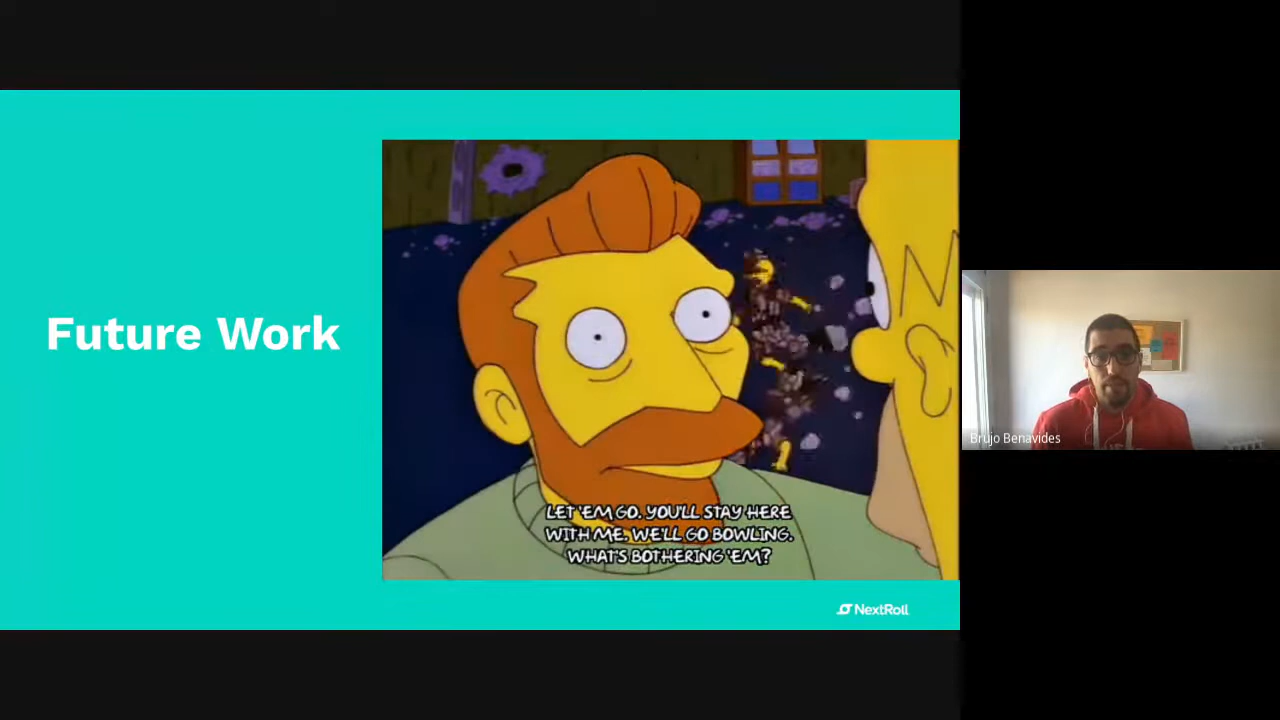 Future Work
LET 'EM GO. YOU'LL STAY HERE
WITH ME. WE'LL GO BOWLING.
WHAT'S BOTHERING 'EM?
NextRoll
Brujo Benavides